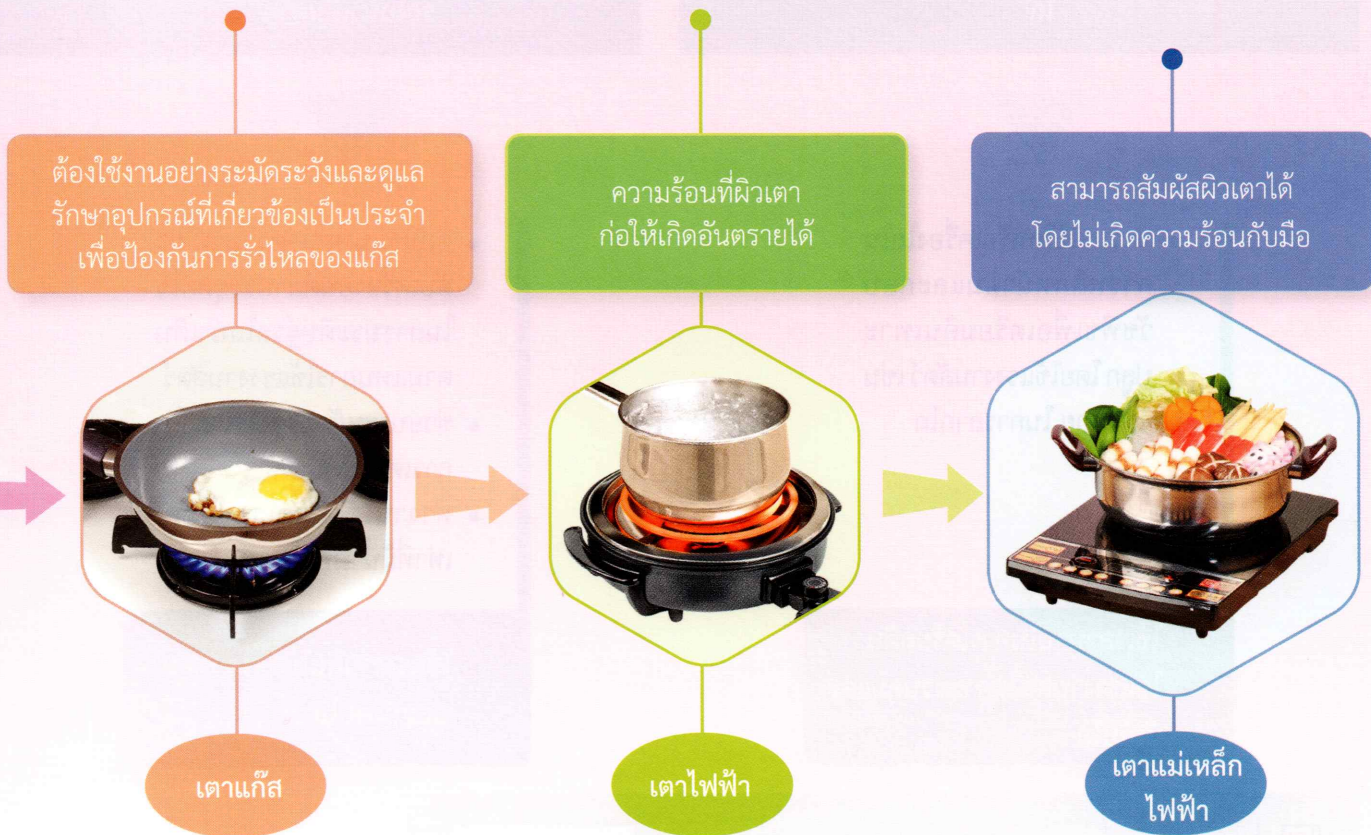 ต้องใช้งานอย่างระมัดระวังและดูแล
รักษาอุปกรณ์ที่เกี่ยวข้องเป็นประจำ
เพื่อป้องกันการรั่วไหลของแก๊ส
ความร้อนที่ผิวเตา
ก่อให้เกิดอันตรายได้
สามารถสัมผัสผิวเตาได้
โดยไม่เกิดความร้อนกับมือ
เตาแก๊ส
เตาไฟฟ้า
เตาแม่เหล็ก
ไฟฟ้า